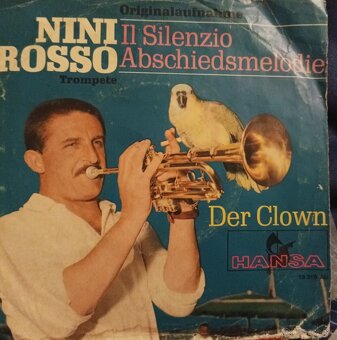 Originalaufnahme
NINI ROSSO
Trompete
Il Silenzio
Abschiedsmelodie
Der Clown
HANSA